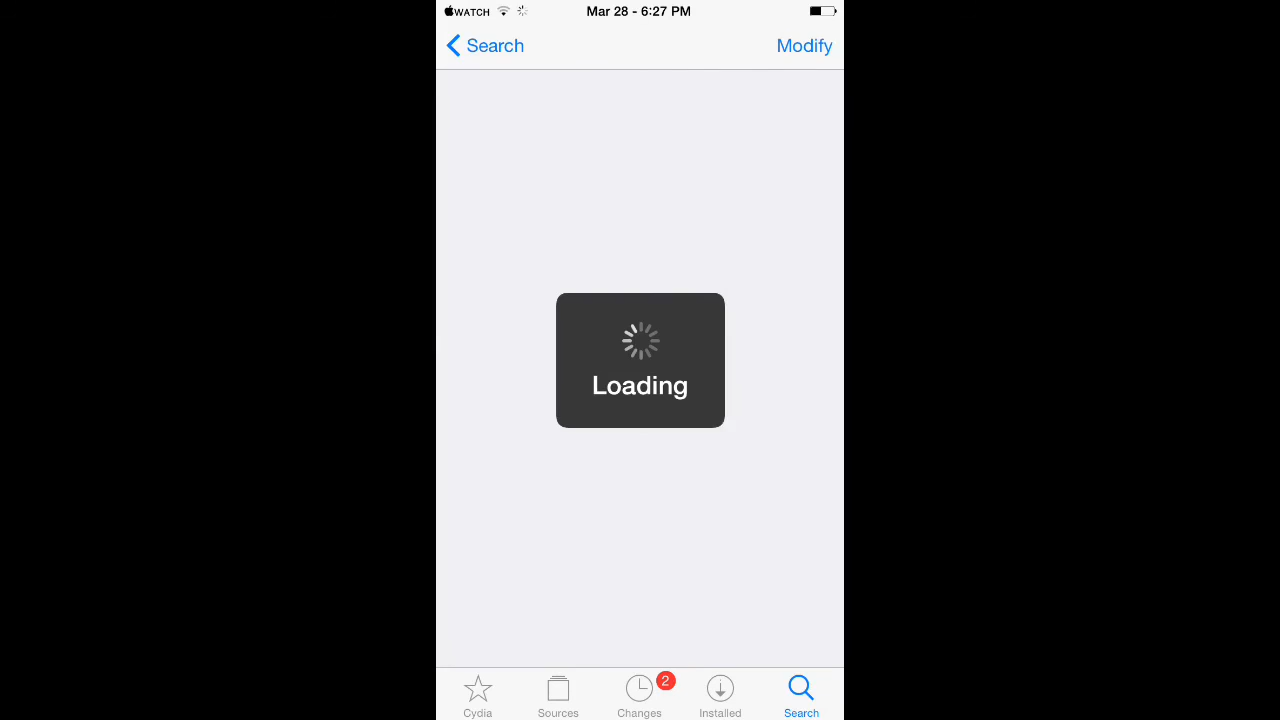 WATCH Mar 28 - 6:27 PM
Search Modify
Loading
2
Cydia Sources Changes Installed Search